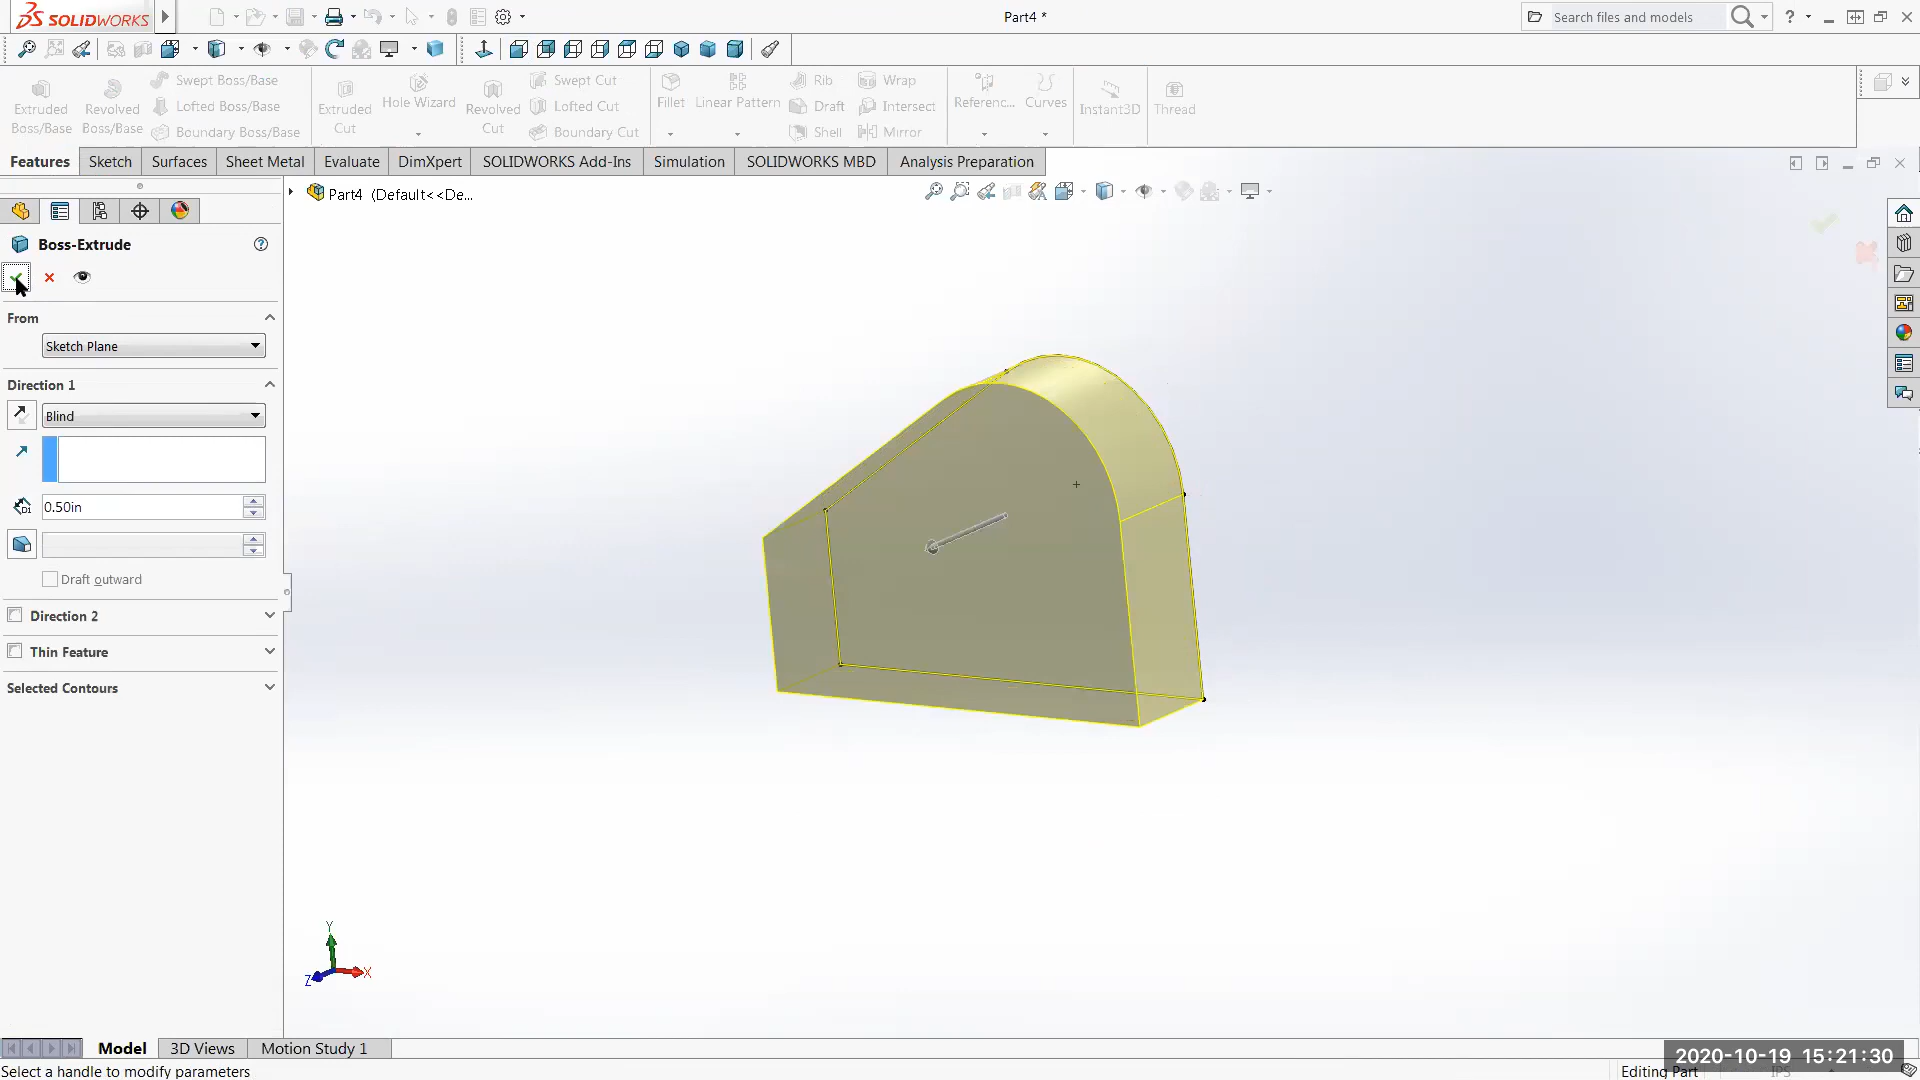 SOLIDWORKS
Part4 *
Search files and models
Extruded Boss/Base
Revolved Boss/Base
Swept Boss/Base
Lofted Boss/Base
Boundary Boss/Base
Extruded Cut
Hole Wizard
Revolved Cut
Swept Cut
Lofted Cut
Boundary Cut
Fillet
Linear Pattern
Rib
Draft
Shell
Wrap
Intersect
Mirror
Referenc...
Curves
Instant3D
Thread
Features
Sketch
Surfaces
Sheet Metal
Evaluate
DimXpert
SOLIDWORKS Add-Ins
Simulation
SOLIDWORKS MBD
Analysis Preparation
Part4 (Default<<De...
Boss-Extrude
From
Sketch Plane
Direction 1
Blind
D1
0.50in
Draft outward
Direction 2
Thin Feature
Selected Contours
Y
X
Z
Model
3D Views
Motion Study 1
2020-10-19 15:21:30
Select a handle to modify parameters
Editing Part
IPS